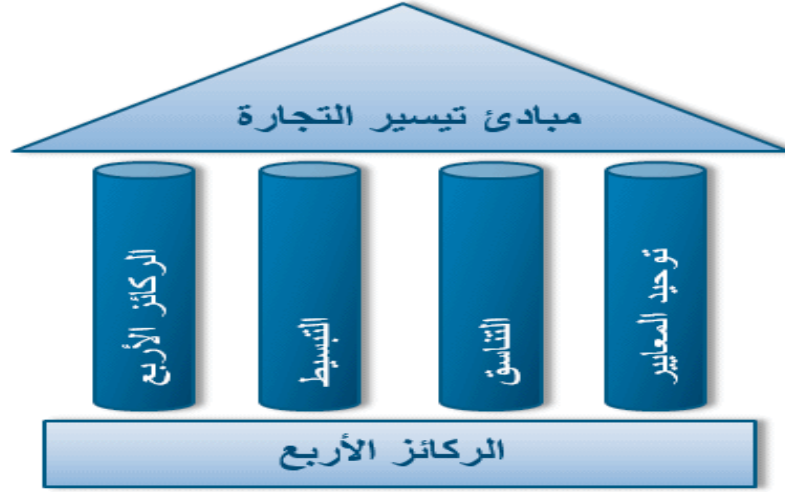 مبادئ تيسير التجارة
توحيد المعايير
التناسق
التبسيط
الركائز الأربع
الركائز الأربع